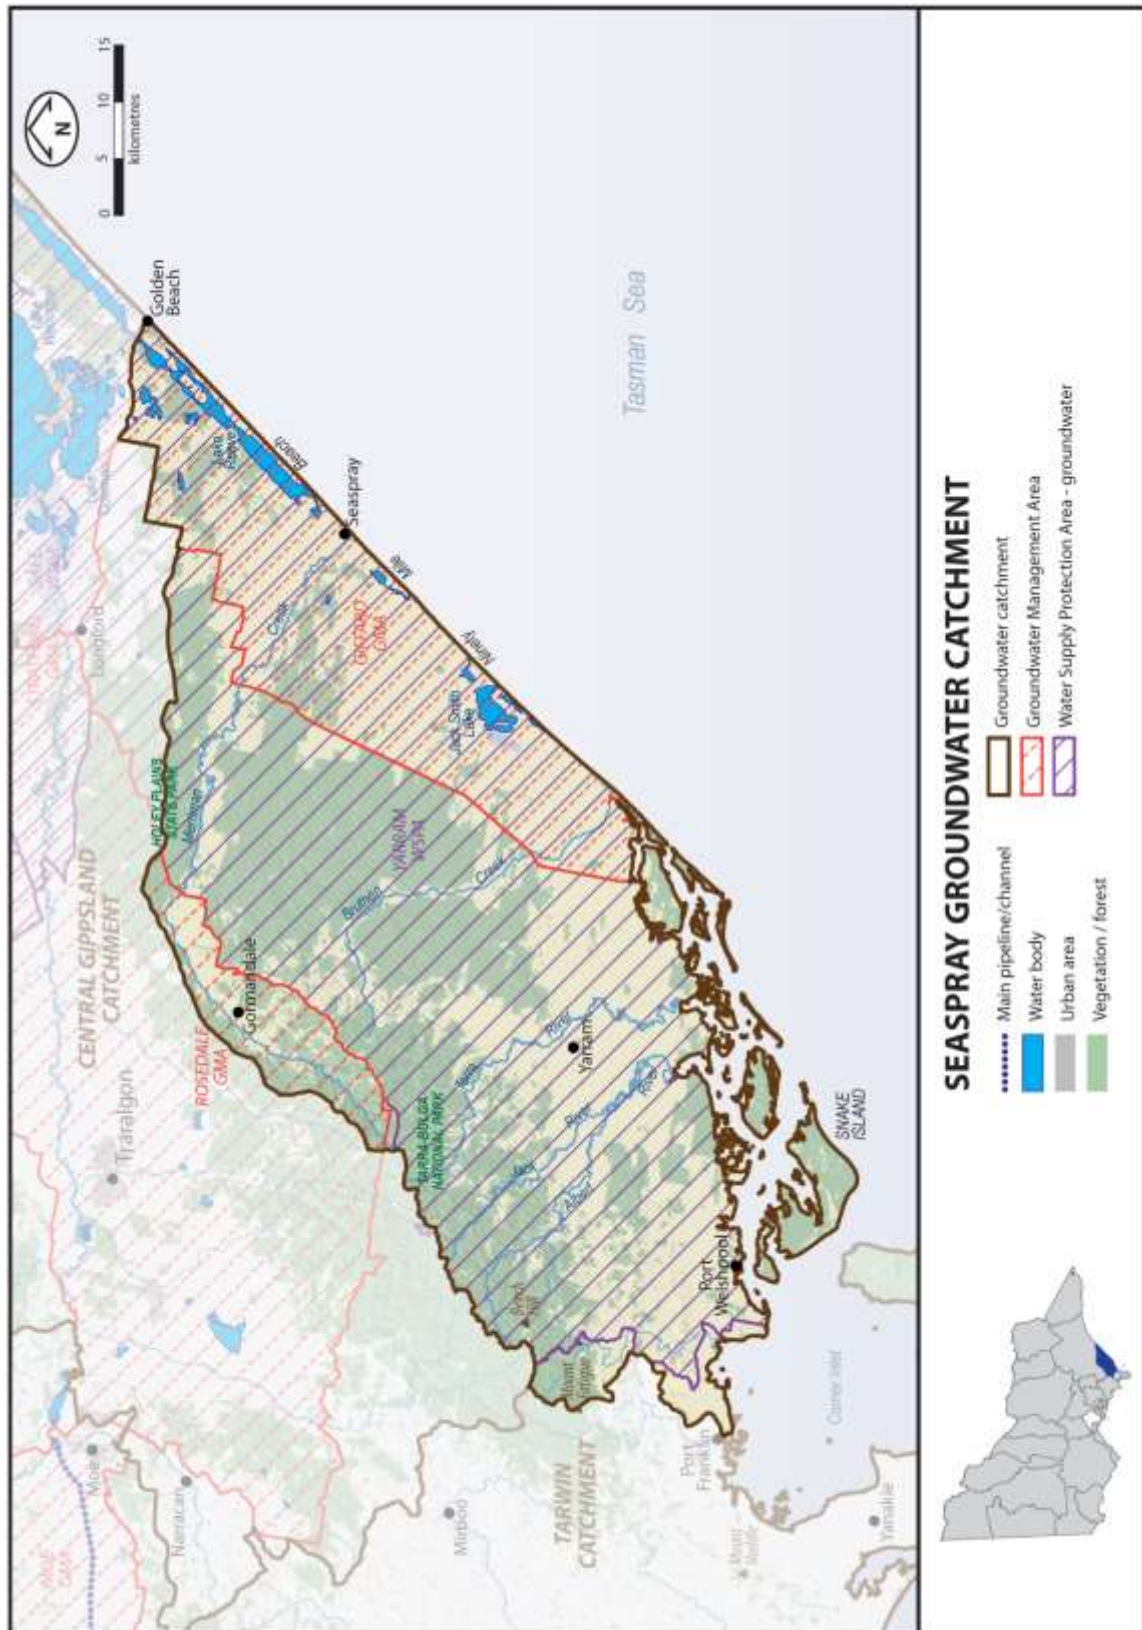 N
0 5 10 15
kilometres
Golden
Beach
Lake
Reeve
Beach
Seaspray
Mile
Ninety
Tasman Sea
Longford
Creek
GIFFARD
GMA
Jack Smith
Lake
HOLEY PLAINS
STATE PARK
Merriman
CENTRAL GIPPSLAND
CATCHMENT
YARRAM
WSPA
Bruthen
Creek
Gormandale
ROSEDALE
GMA
Traralgon
Tarra
River
Yarram
TARRA-BULGA
NATIONAL PARK
Jack
River
Albert
River
SNAKE
ISLAND
Port
Welshpool
Mount
Fatigue
Corner Inlet
Port
Franklin
TARWIN
CATCHMENT
Moe
Narracan
MOE
GMA
Mirboo
Mount
Yanakie
SEASPRAY GROUNDWATER CATCHMENT
Main pipeline/channel
Water body
Urban area
Vegetation / forest
Groundwater catchment
Groundwater Management Area
Water Supply Protection Area - groundwater